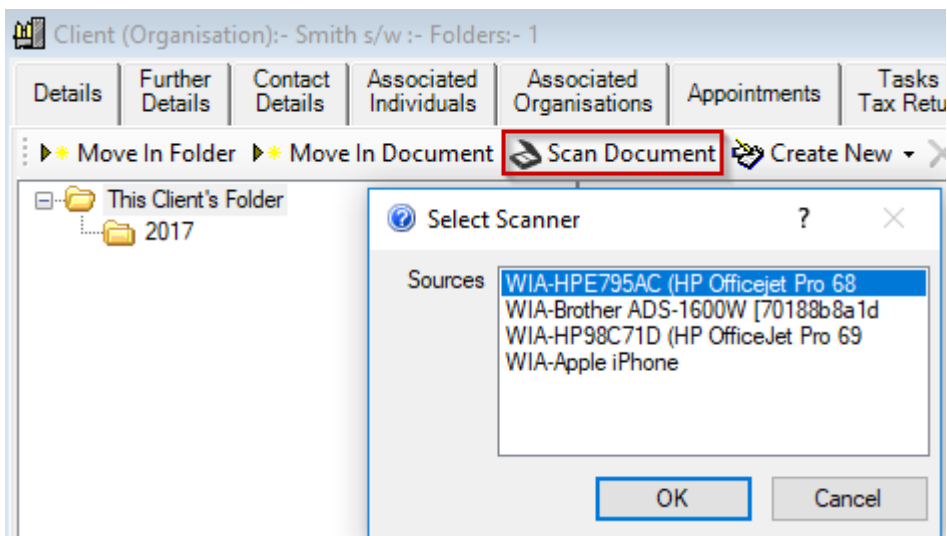 Client (Organisation):- Smith s/w :- Folders:- 1
Details
Further Details
Contact Details
Associated Individuals
Associated Organisations
Appointments
Tasks
Tax Retu
Move In Folder
Move In Document
Scan Document
Create New
This Client's Folder
2017
Select Scanner
?
Sources
WIA-HPE795AC (HP Officejet Pro 68
WIA-Brother ADS-1600W [70188b8a1d
WIA-HP98C71D (HP OfficeJet Pro 69
WIA-Apple iPhone
OK
Cancel